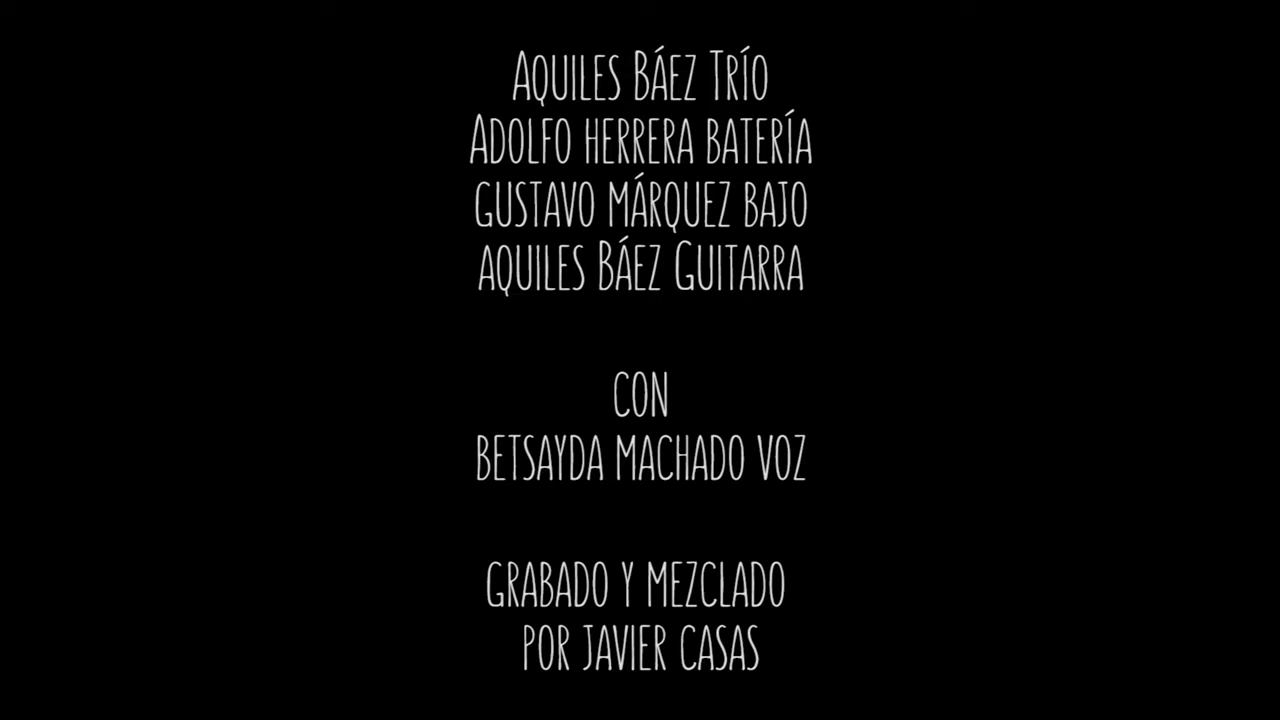 Aquiles Báez Trío
Adolfo herrera batería
Gustavo Márquez bajo
Aquiles Báez Guitarra
con
Betsayda Machado voz
Grabado y mezclado
por Javier Casas